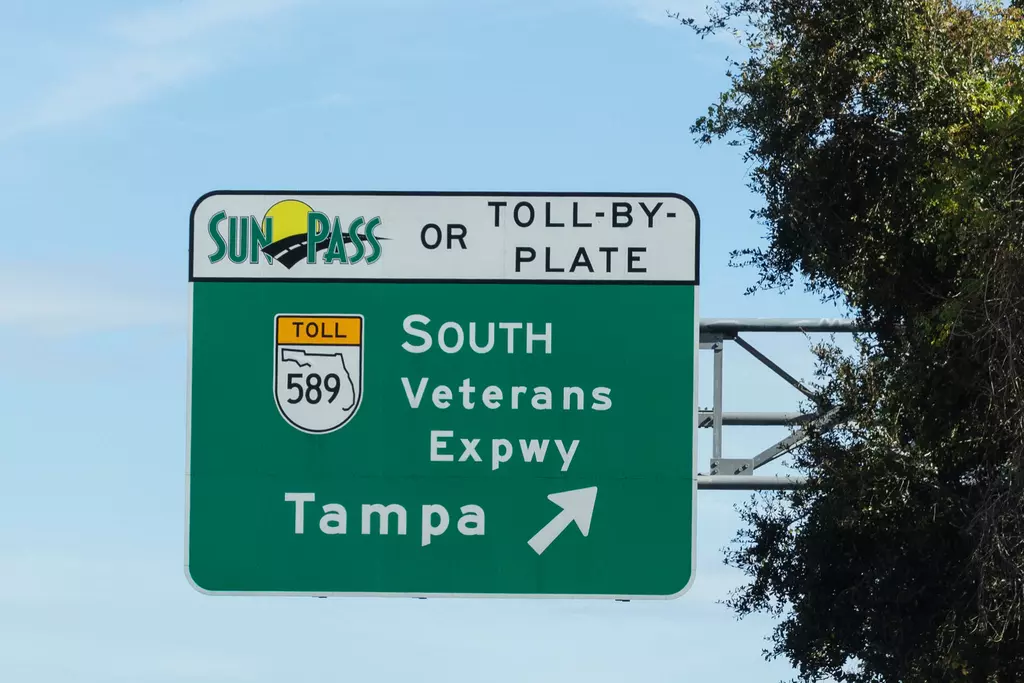 SUNPASS OR TOLL-BY-
PLATE
TOLL
589
SOUTH
Veterans
Expwy
Tampa